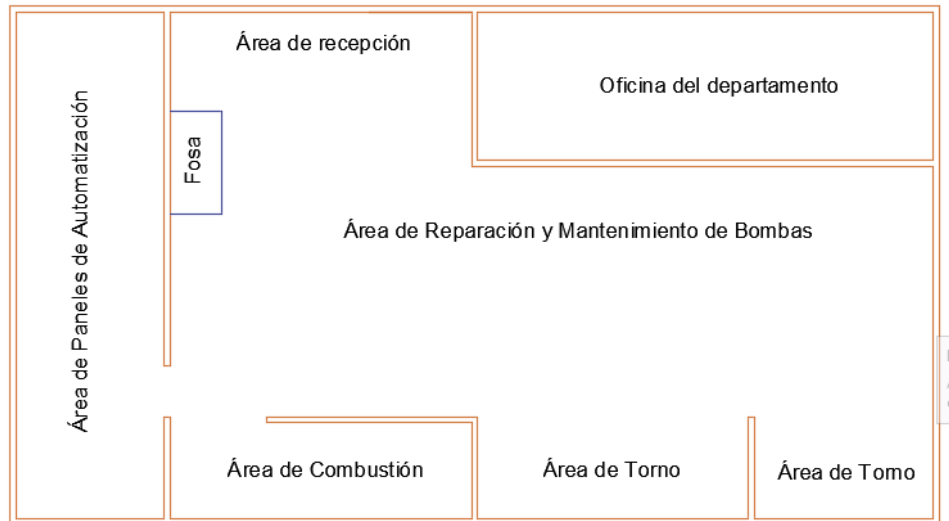 Área de recepción
Oficina del departamento
Área de Paneles de Automatización
Fosa
Área de Reparación y Mantenimiento de Bombas
Área de Combustión
Área de Torno
Área de Torno